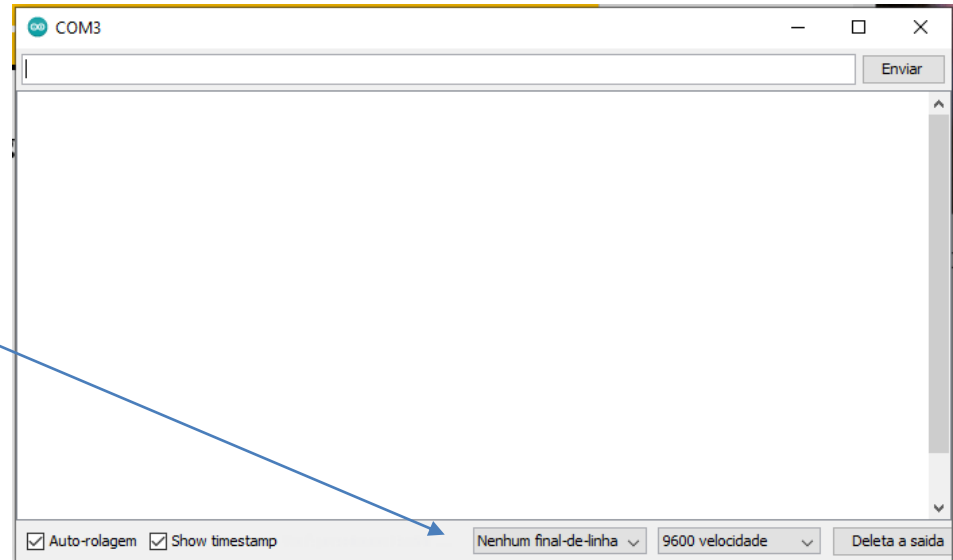 COM3
Enviar
Auto-rolagem Show timestamp Nenhum final-de-linha 9600 velocidade Deleta a saida